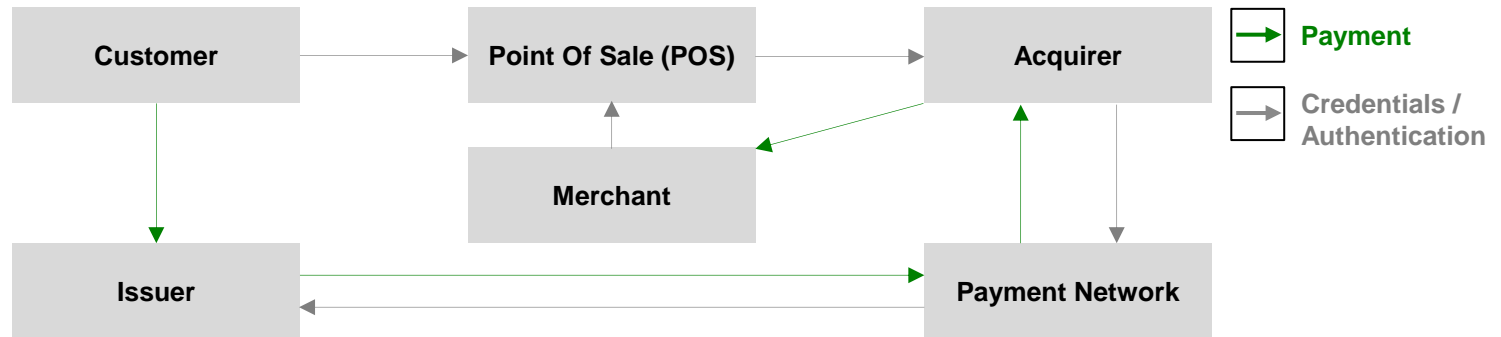 Customer
Point Of Sale (POS)
Acquirer
Payment
Credentials /
Authentication
Merchant
Issuer
Payment Network